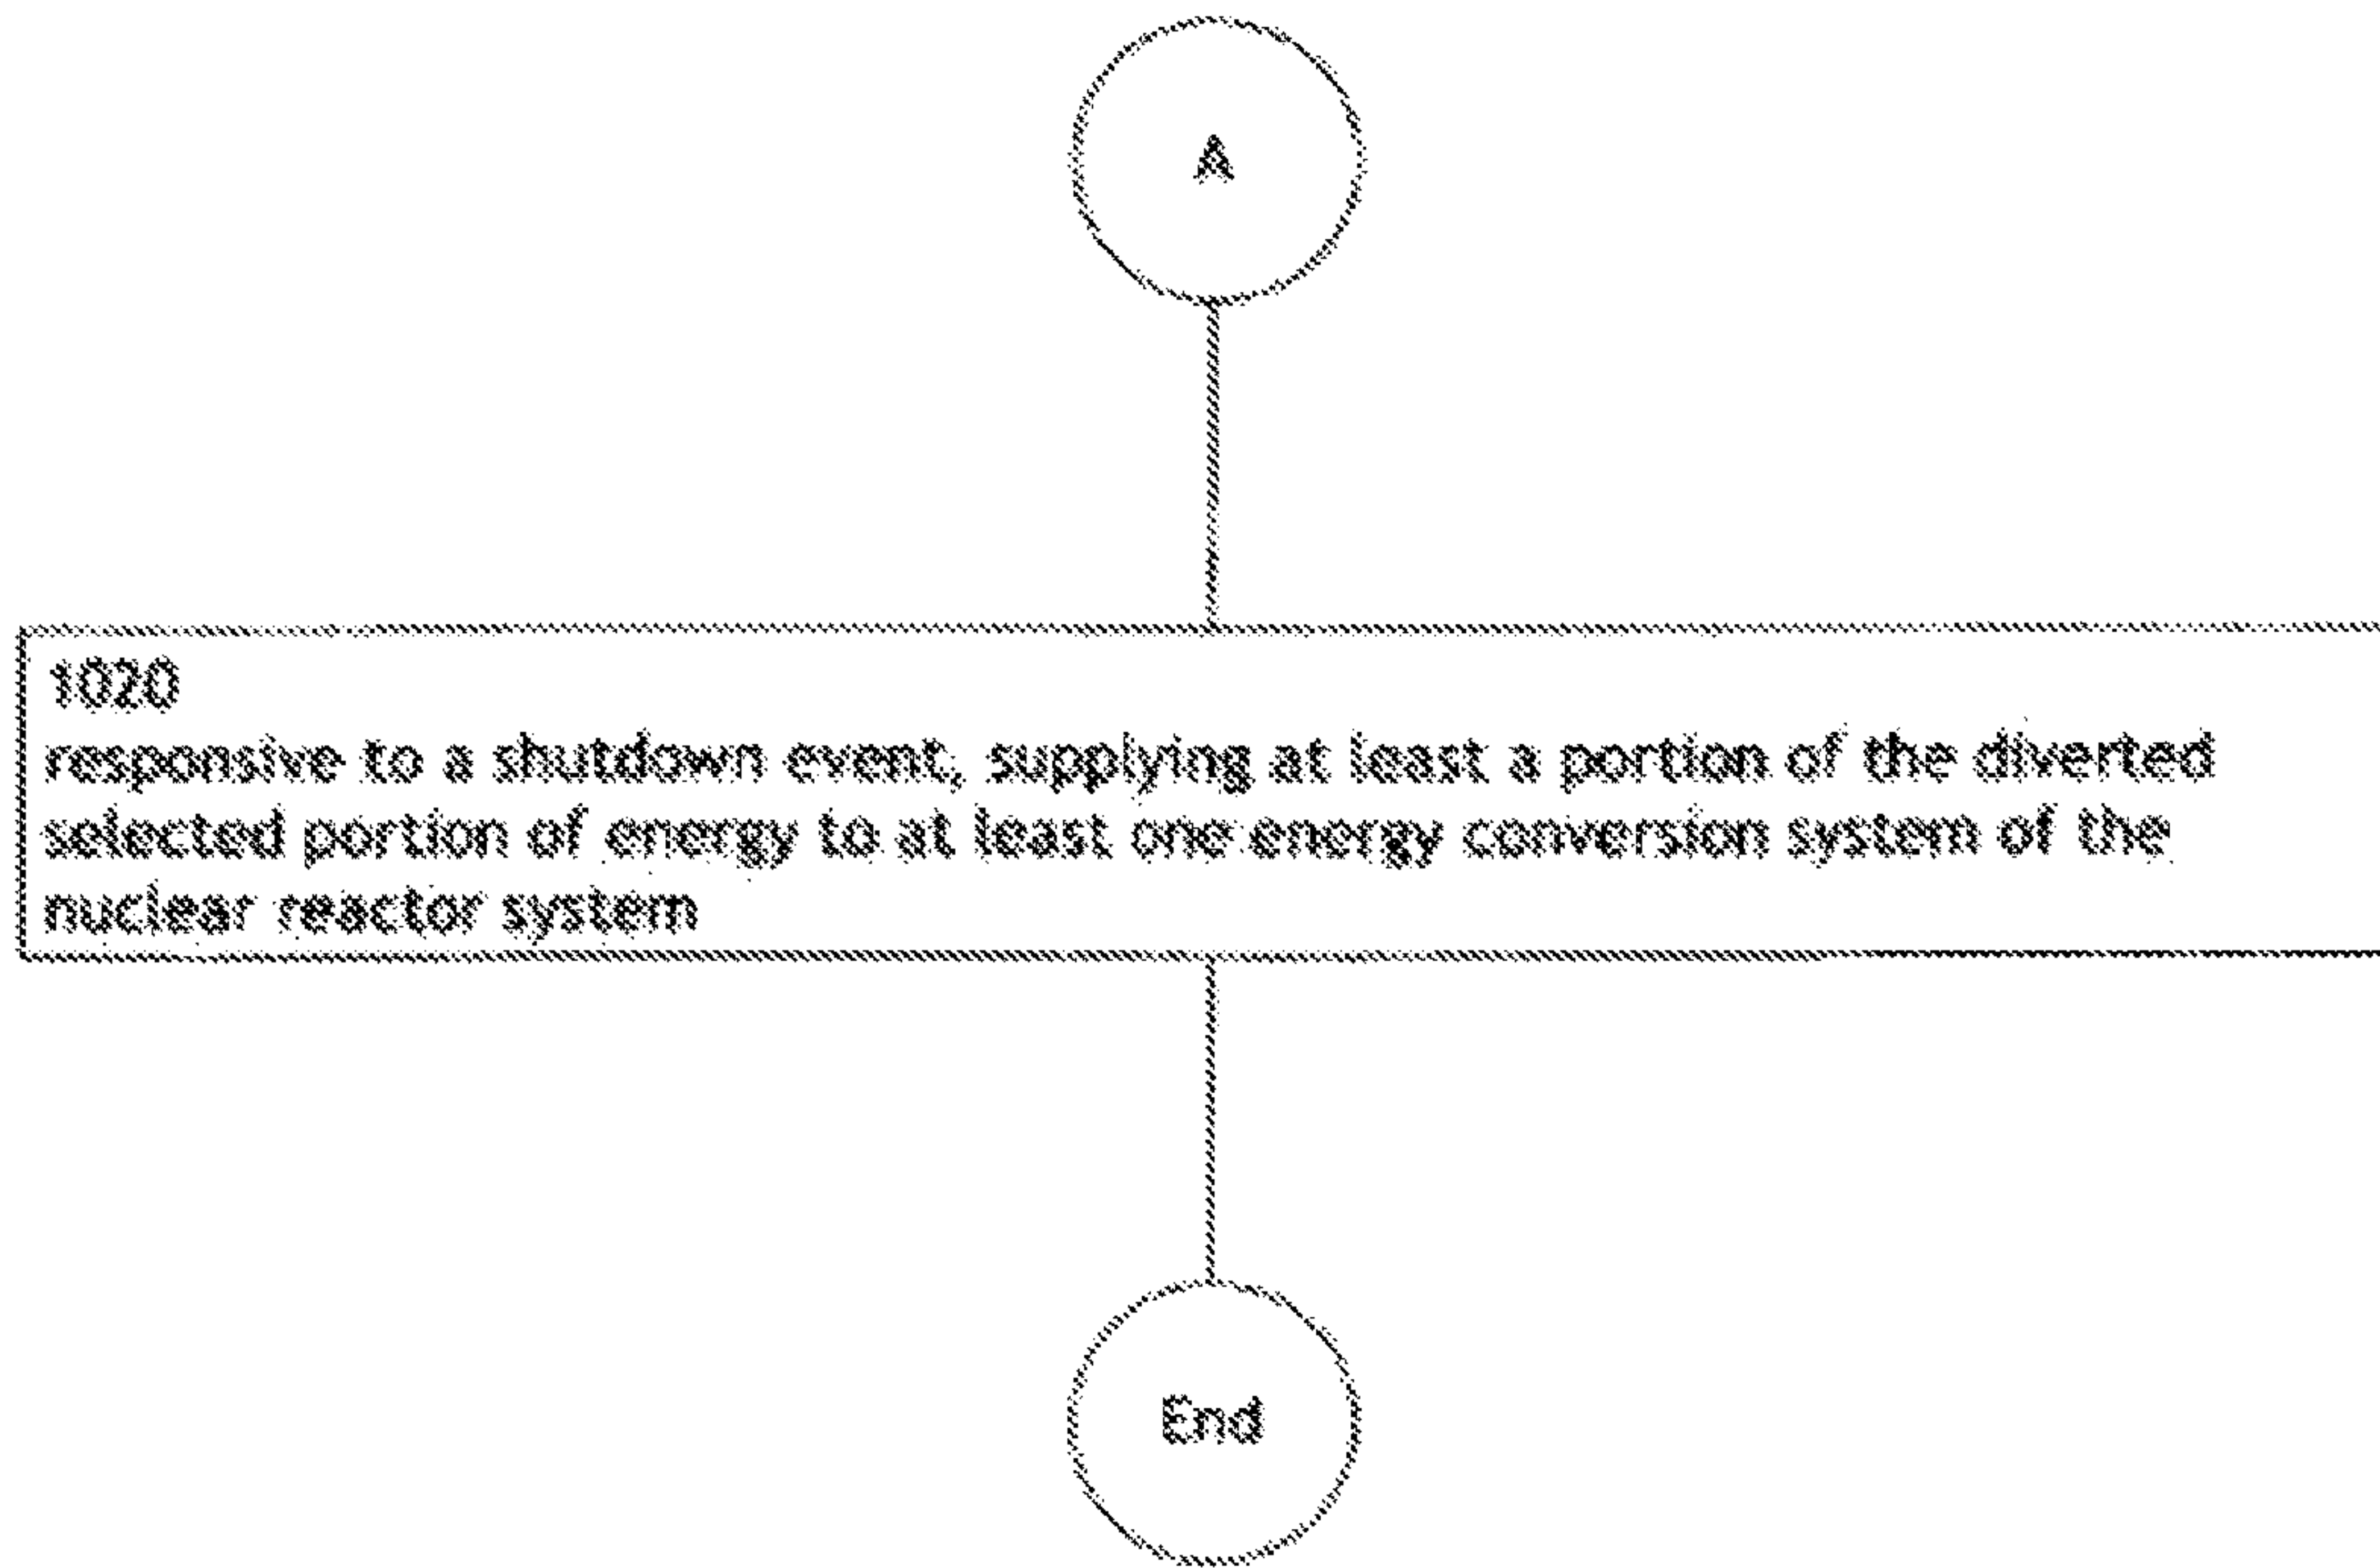 A
1020
responsive to a shutdown event, supplying at least a portion of the diverted
selected portion of energy to at least one energy conversion system of the
nuclear reactor system
End